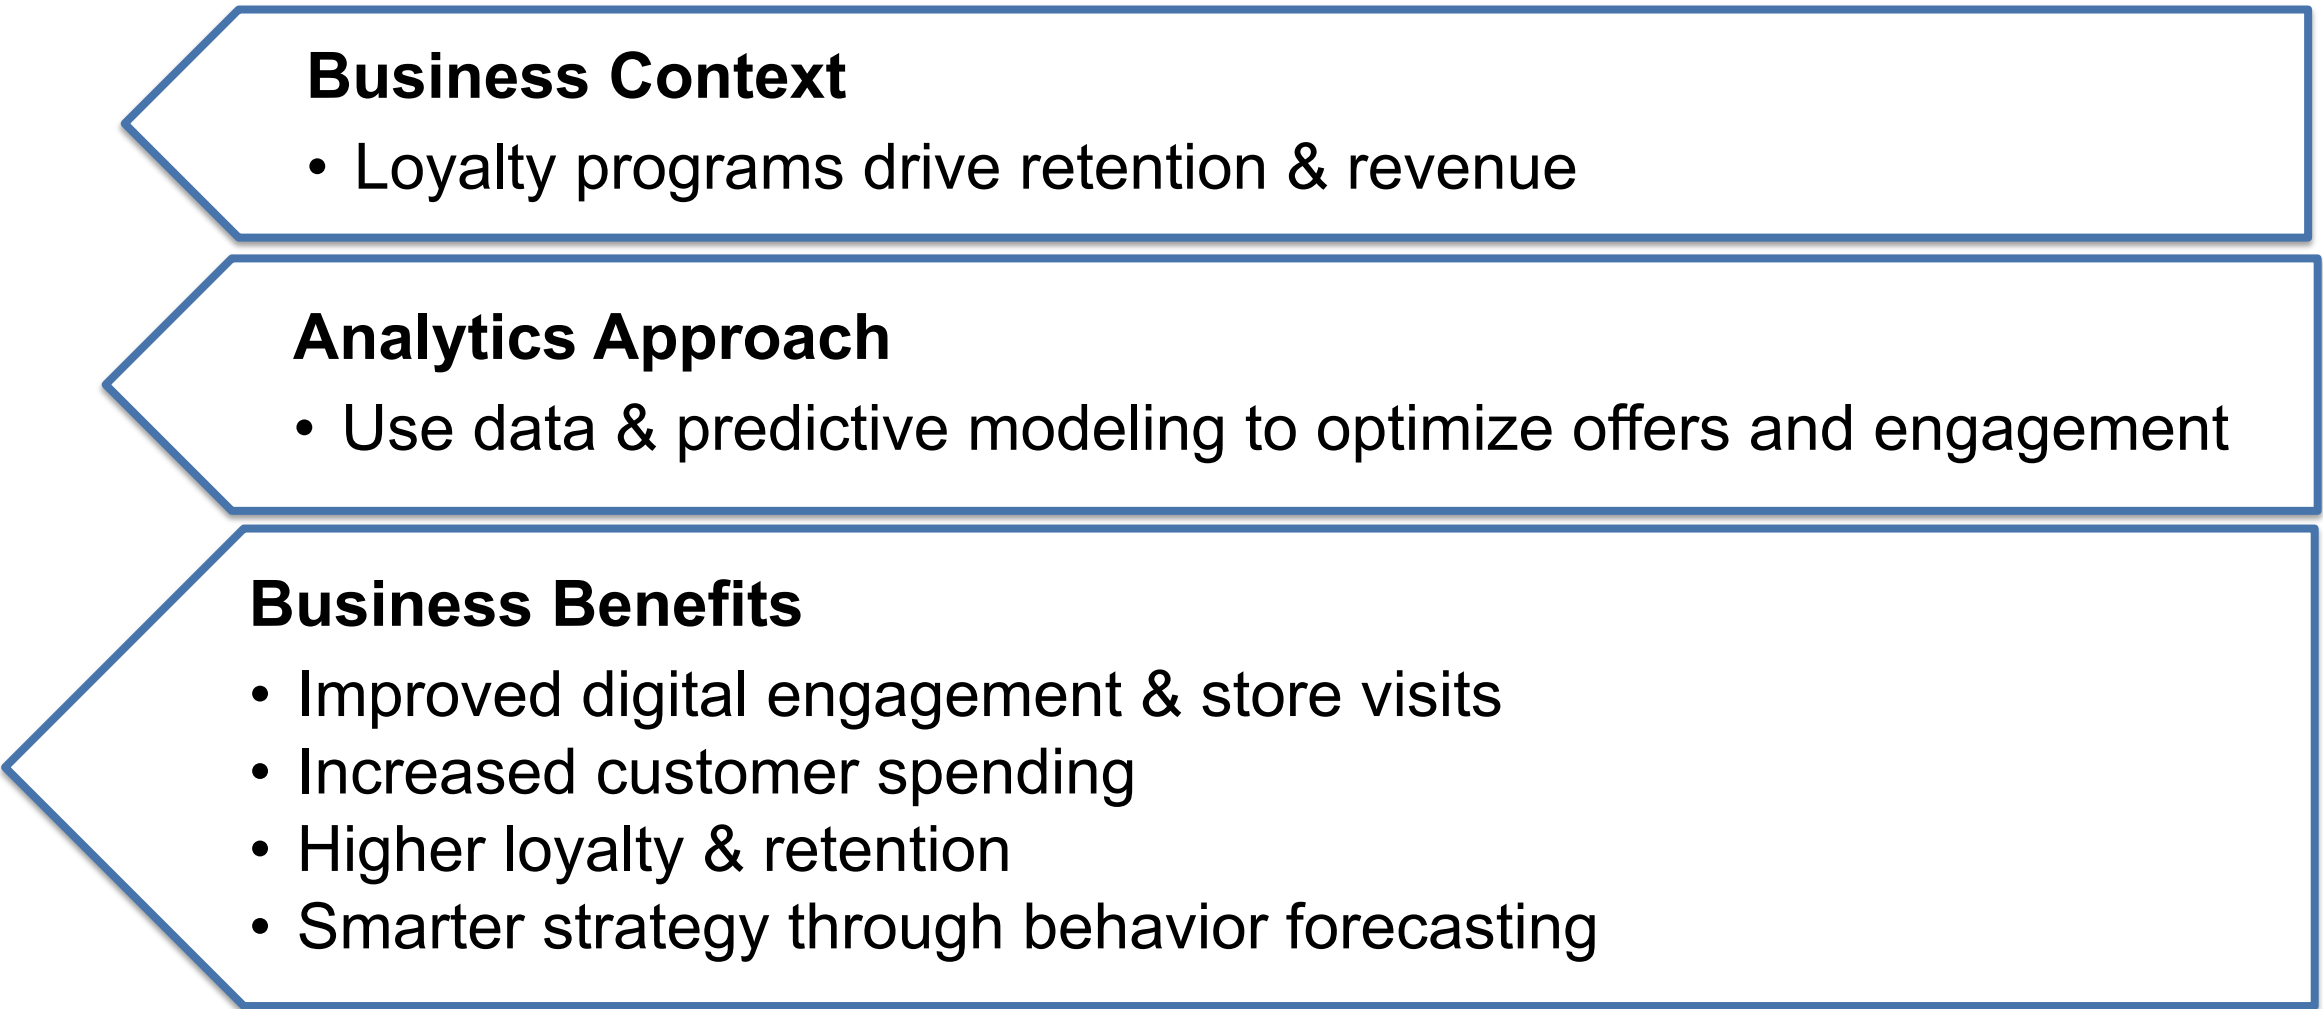 Business Context
• Loyalty programs drive retention & revenue
Analytics Approach
• Use data & predictive modeling to optimize offers and engagement
Business Benefits
• Improved digital engagement & store visits
• Increased customer spending
• Higher loyalty & retention
• Smarter strategy through behavior forecasting